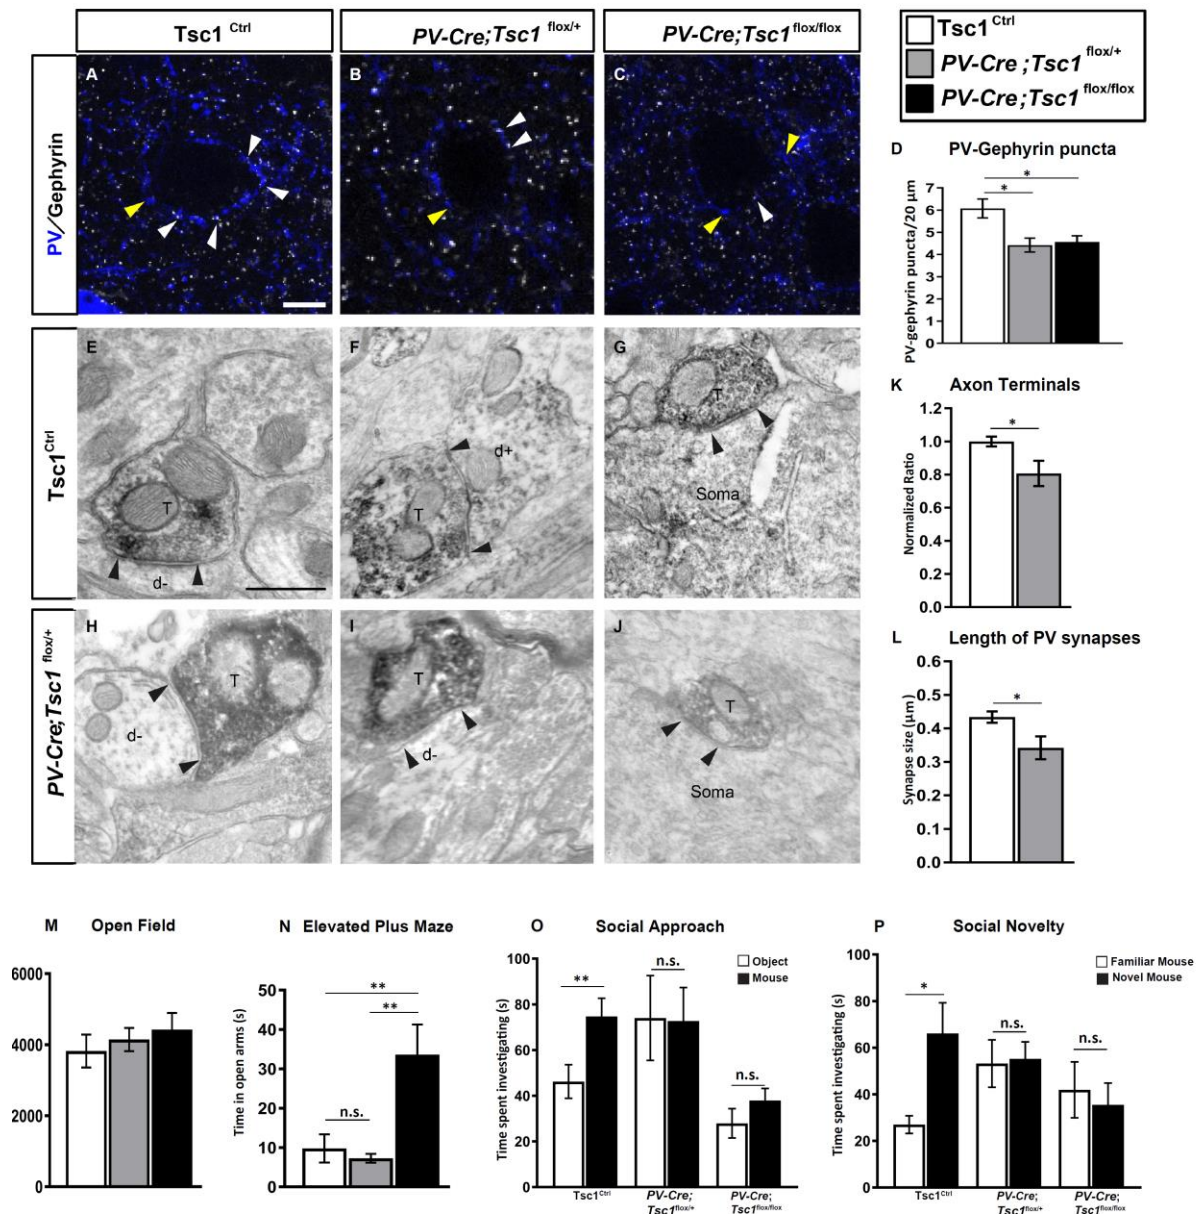 Tsc1 Ctrl
PV-Cre;Tsc1 flox/+
PV-Cre;Tsc1 flox/flox
Tsc1 Ctrl
PV-Cre ;Tsc1 flox/+
PV-Cre;Tsc1 flox/flox
PV/Gephyrin
A
B
C
D PV-Gephyrin puncta
PV-gephyrin puncta/20 µm
7
6
5
4
3
2
1
0
*
*
Tsc1Ctrl
E
T
d-
F
d+
T
G
T
Soma
K Axon Terminals
Normalized Ratio
1.2
1.0
0.8
0.6
0.4
0.2
0.0
*
PV-Cre;Tsc1 flox/+
H
T
d-
I
T
d-
J
T
Soma
L Length of PV synapses
Synapse size (µm)
0.6
0.5
0.4
0.3
0.2
0.1
0.0
*
M Open Field
6000
4000
2000
0
N Elevated Plus Maze
Time in open arms (s)
50
40
30
20
10
0
**
**
n.s.
O Social Approach
Object
Mouse
Time spent investigating (s)
100
80
60
40
20
0
**
n.s.
n.s.
Tsc1Ctrl
PV-Cre;
Tsc1flox/+
PV-Cre;
Tsc1flox/flox
P Social Novelty
Familiar Mouse
Novel Mouse
Time spent investigating (s)
100
80
60
40
20
0
*
n.s.
n.s.
Tsc1Ctrl
PV-Cre;
Tsc1flox/+
PV-Cre;
Tsc1flox/flox